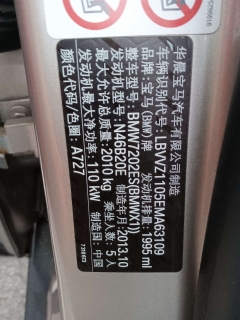 华晨宝马汽车有限公司制造
车辆识别代号: LBVVZ1105EMA63109
品牌: 宝马 (BMW) 牌 发动机排量: 1995 ml
型号: BMW7202ES(BMWX1) 制造年月: 2013.10
发动机型号: N46B20E 乘坐人数: 5 人
最大允许总质量: 2010 kg
发动机最大净功率: 110 kW 制造国: 中国
颜色代码/色圈: A72T
7268673